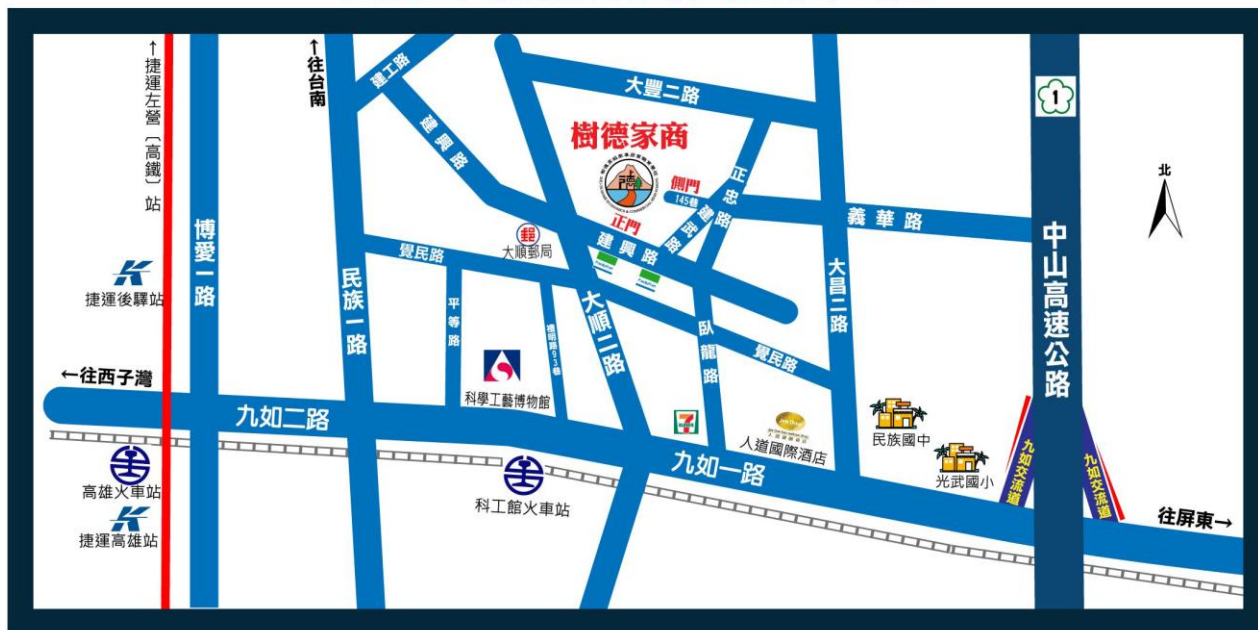 ←捷運左營〔高鐵〕站
←往台南
建工路
大豐二路
1
建興路
樹德家商
北
側門
145巷
正忠路
建武路
義華路
正門
建興路
郵
大順郵局
博愛一路
民族一路
覺民路
大順二路
大昌二路
中山高速公路
捷運後驛站
平等路
臥龍路
覺民路
科學工藝博物館
←往西子灣
九如二路
7
人道國際酒店
民族國中
光武國小
九如交流道
九如交流道
九如一路
高雄火車站
捷運高雄站
科工館火車站
往屏東→